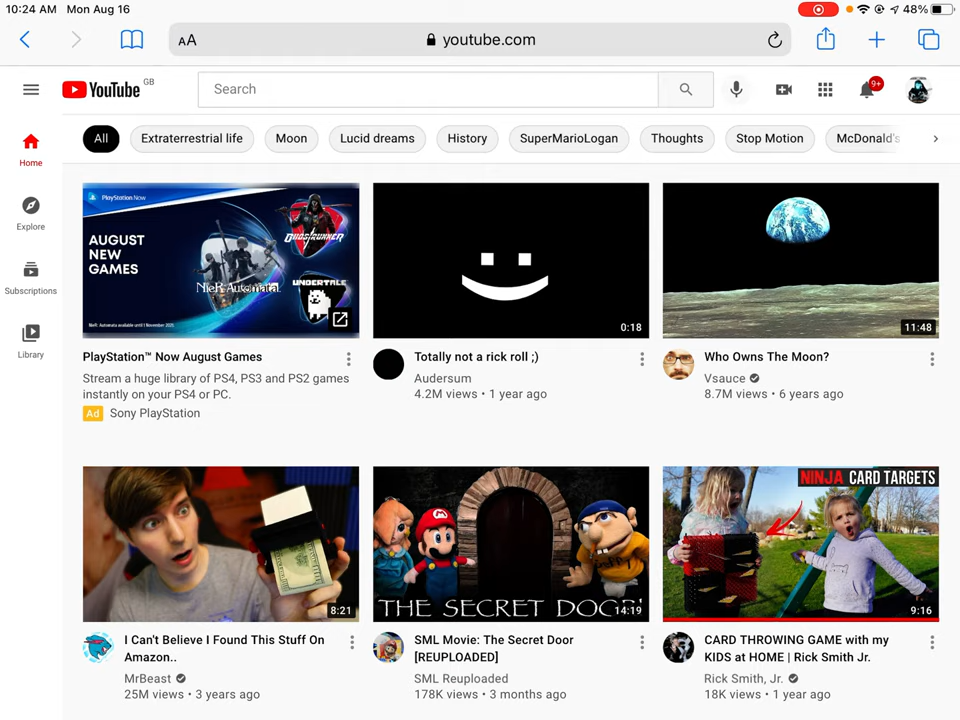 10:24 AM Mon Aug 16
48%
AA
youtube.com
YouTube GB
Search
9+
All
Extraterrestrial life
Moon
Lucid dreams
History
SuperMarioLogan
Thoughts
Stop Motion
McDonald's
Home
Explore
Subscriptions
Library
PlayStation Now
AUGUST
NEW
GAMES
GHOSTRUNNER
NieR:Automata
UNDERTALE
NieR: Automata available until 1 November 2021
0:18
11:48
PlayStation™ Now August Games
Stream a huge library of PS4, PS3 and PS2 games
instantly on your PS4 or PC.
Ad Sony PlayStation
Totally not a rick roll ;)
Audersum
4.2M views • 1 year ago
Who Owns The Moon?
Vsauce
8.7M views • 6 years ago
8:21
THE SECRET DOOR
14:19
NINJA CARD TARGETS
9:16
I Can't Believe I Found This Stuff On
Amazon..
MrBeast
25M views • 3 years ago
SML Movie: The Secret Door
[REUPLOADED]
SML Reuploaded
178K views • 3 months ago
CARD THROWING GAME with my
KIDS at HOME | Rick Smith Jr.
Rick Smith, Jr.
18K views • 1 year ago